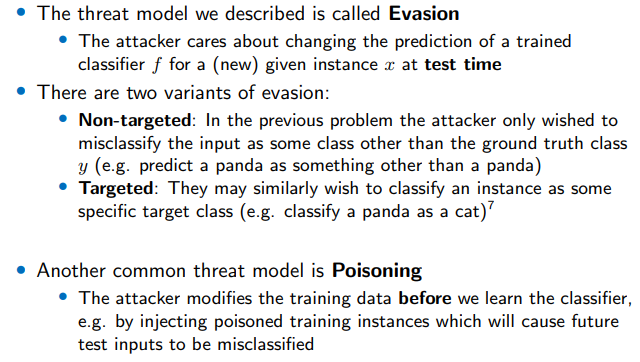 • The threat model we described is called Evasion
• The attacker cares about changing the prediction of a trained
classifier f for a (new) given instance x at test time
• There are two variants of evasion:
• Non-targeted: In the previous problem the attacker only wished to
misclassify the input as some class other than the ground truth class
y (e.g. predict a panda as something other than a panda)
• Targeted: They may similarly wish to classify an instance as some
specific target class (e.g. classify a panda as a cat)⁷
• Another common threat model is Poisoning
• The attacker modifies the training data before we learn the classifier,
e.g. by injecting poisoned training instances which will cause future
test inputs to be misclassified